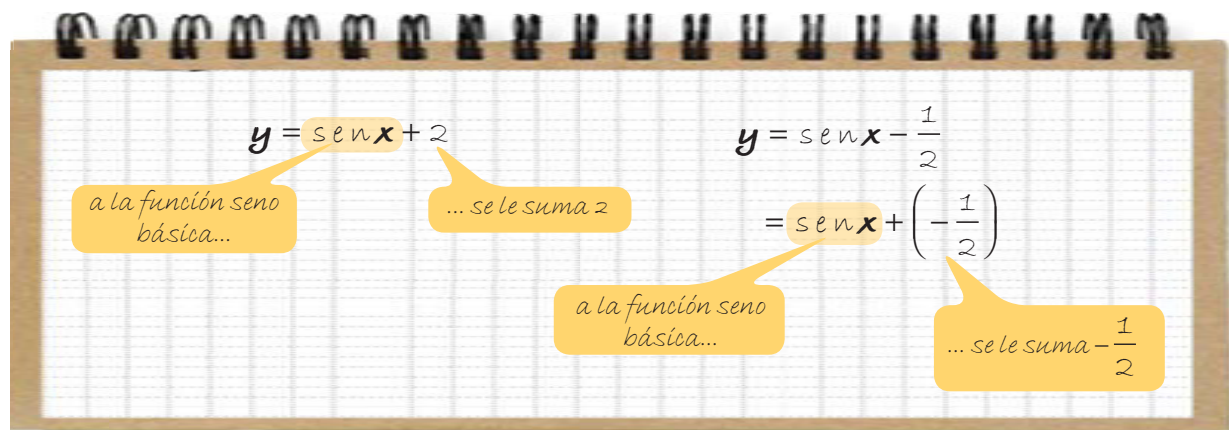 y = sen x + 2
a la función seno
básica...
... se le suma 2
y = sen x - 1/2
= sen x + (- 1/2)
a la función seno
básica...
... se le suma - 1/2